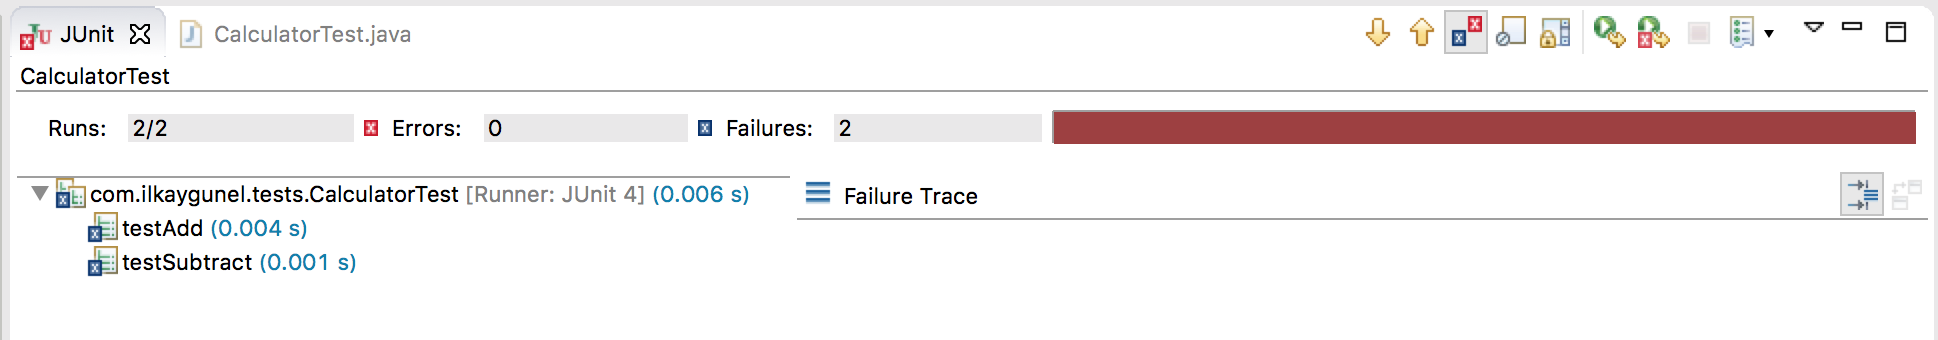 JUnit CalculatorTest.java
CalculatorTest
Runs: 2/2 Errors: 0 Failures: 2
com.ilkaygunel.tests.CalculatorTest [Runner: JUnit 4] (0.006 s)
testAdd (0.004 s)
testSubtract (0.001 s)
Failure Trace